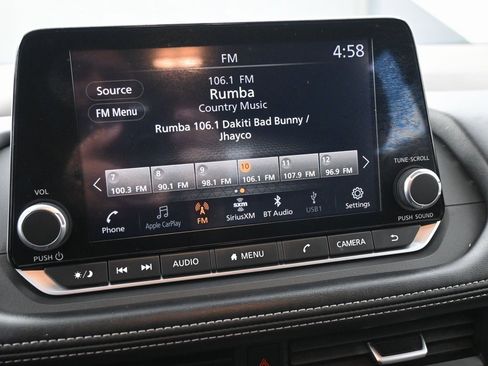 FM
4:58
Source
FM Menu
106.1 FM
Rumba
Country Music
Rumba 106.1 Dakiti Bad Bunny /
Jhayco
7 8 9 10 11 12
100.3 FM 90.1 FM 98.1 FM 106.1 FM 107.9 FM 96.9 FM
Phone Apple CarPlay FM SiriusXM BT Audio USB1 Settings
sxm
VOL
PUSH
TUNE·SCROLL
PUSH SOUND
AUDIO
MENU
CAMERA